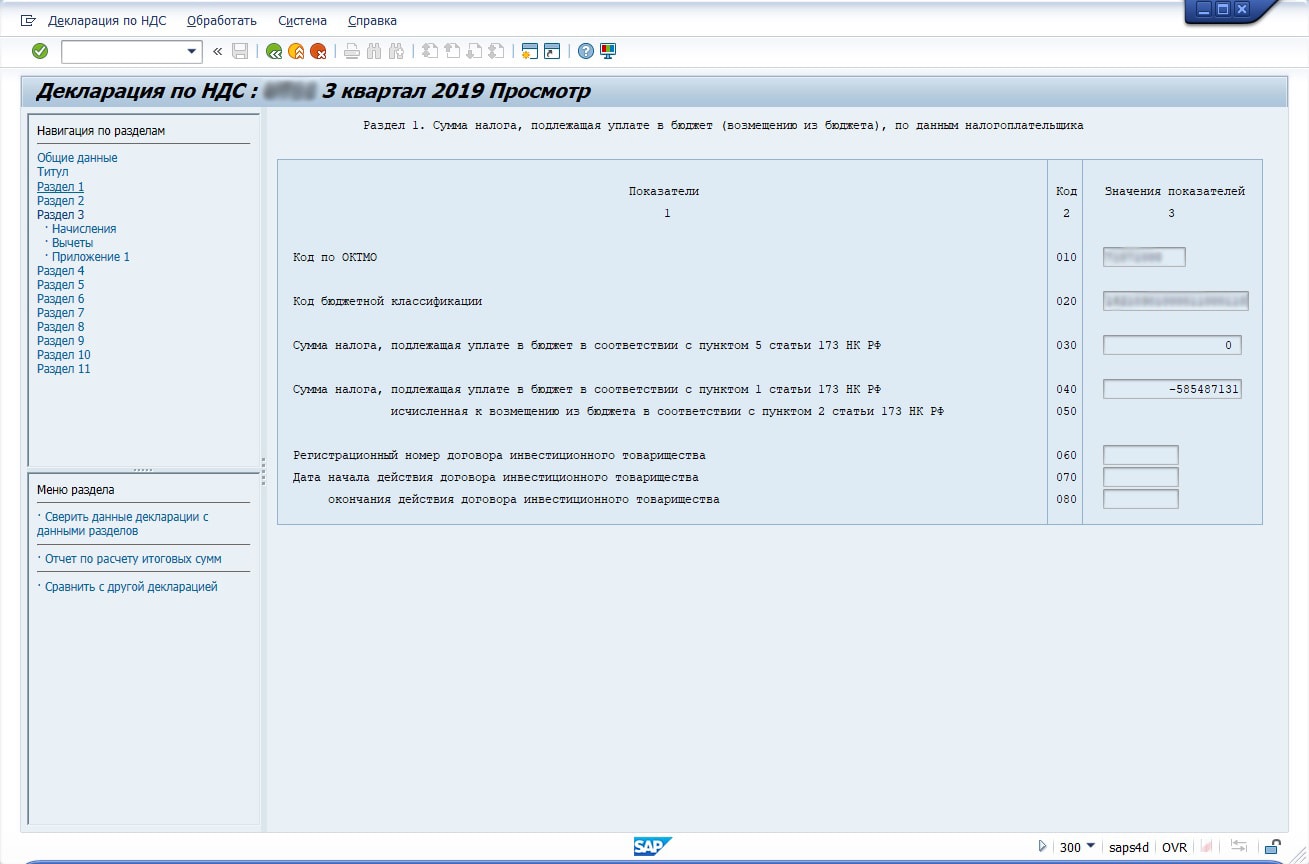 Декларация по НДС Обработать Система Справка
Декларация по НДС : 3 квартал 2019 Просмотр
Навигация по разделам
Общие данные
Титул
Раздел 1
Раздел 2
Раздел 3
· Начисления
· Вычеты
· Приложение 1
Раздел 4
Раздел 5
Раздел 6
Раздел 7
Раздел 8
Раздел 9
Раздел 10
Раздел 11
Меню раздела
· Сверить данные декларации с
данными разделов
· Отчет по расчету итоговых сумм
· Сравнить с другой декларацией
Раздел 1. Сумма налога, подлежащая уплате в бюджет (возмещению из бюджета), по данным налогоплательщика
Показатели Код Значения показателей
1 2 3
Код по ОКТМО 010
Код бюджетной классификации 020
Сумма налога, подлежащая уплате в бюджет в соответствии с пунктом 5 статьи 173 НК РФ 030 0
Сумма налога, подлежащая уплате в бюджет в соответствии с пунктом 1 статьи 173 НК РФ 040 -585487131
исчисленная к возмещению из бюджета в соответствии с пунктом 2 статьи 173 НК РФ 050
Регистрационный номер договора инвестиционного товарищества 060
Дата начала действия договора инвестиционного товарищества 070
окончания действия договора инвестиционного товарищества 080
SAP 300 saps4d OVR